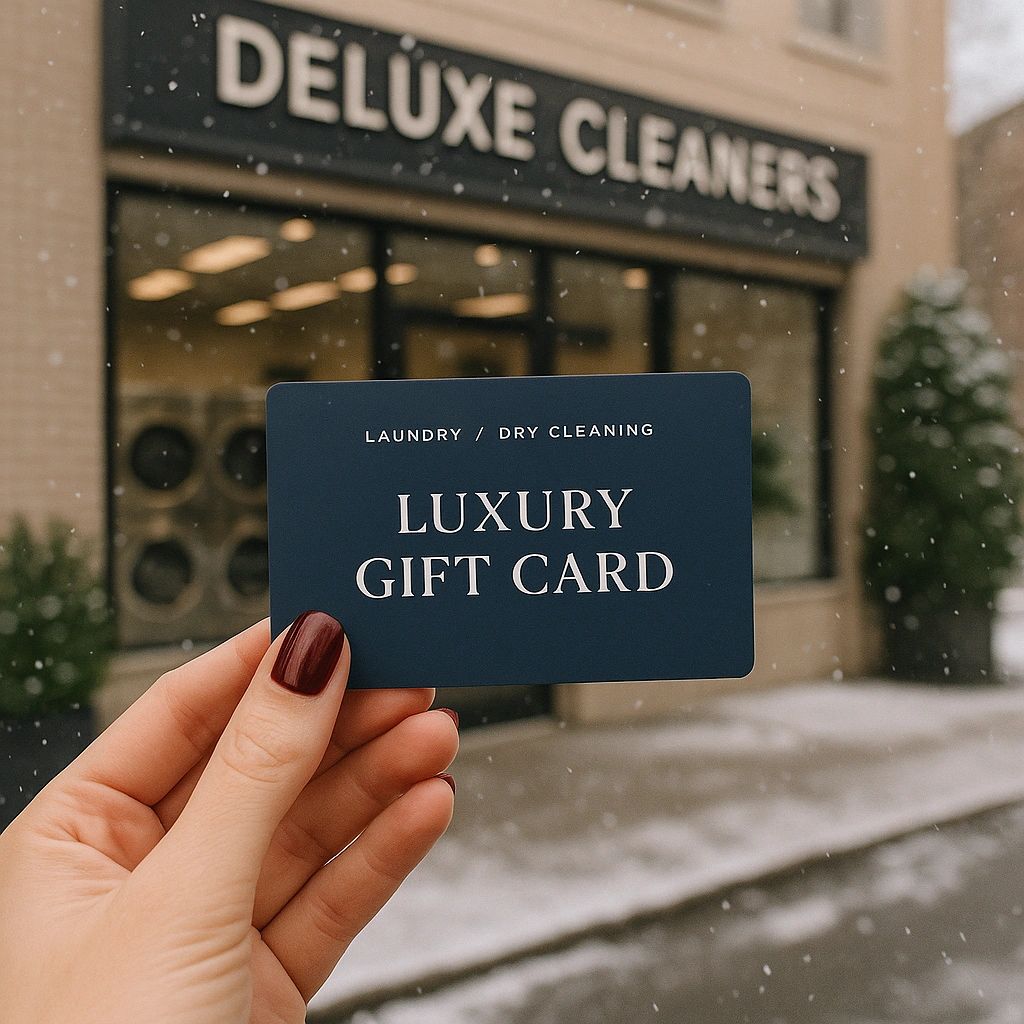 DELUXE CLEANERS
LAUNDRY / DRY CLEANING
LUXURY
GIFT CARD